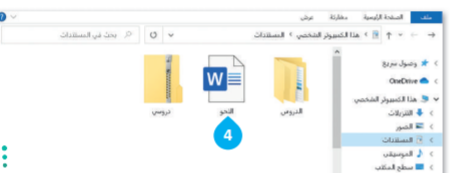 ملف الصفحة الرئيسية مشاركة عرض
هذا الكمبيوتر الشخصي › المستندات
بحث في المستندات
وصول سريع
OneDrive
هذا الكمبيوتر الشخصي
التنزيلات
الصور
المستندات
الموسيقى
سطح المكتب
الدروس
النحو
دروسي
W
4